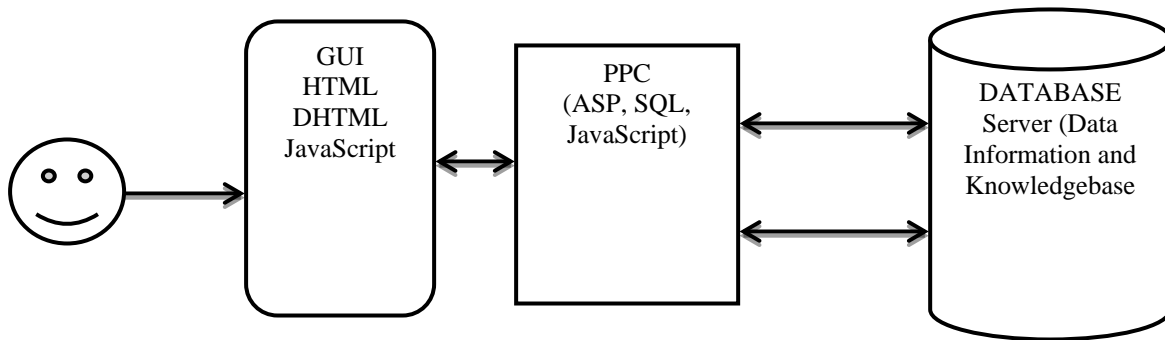 GUI
HTML
DHTML
JavaScript
PPC
(ASP, SQL,
JavaScript)
DATABASE
Server (Data
Information and
Knowledgebase